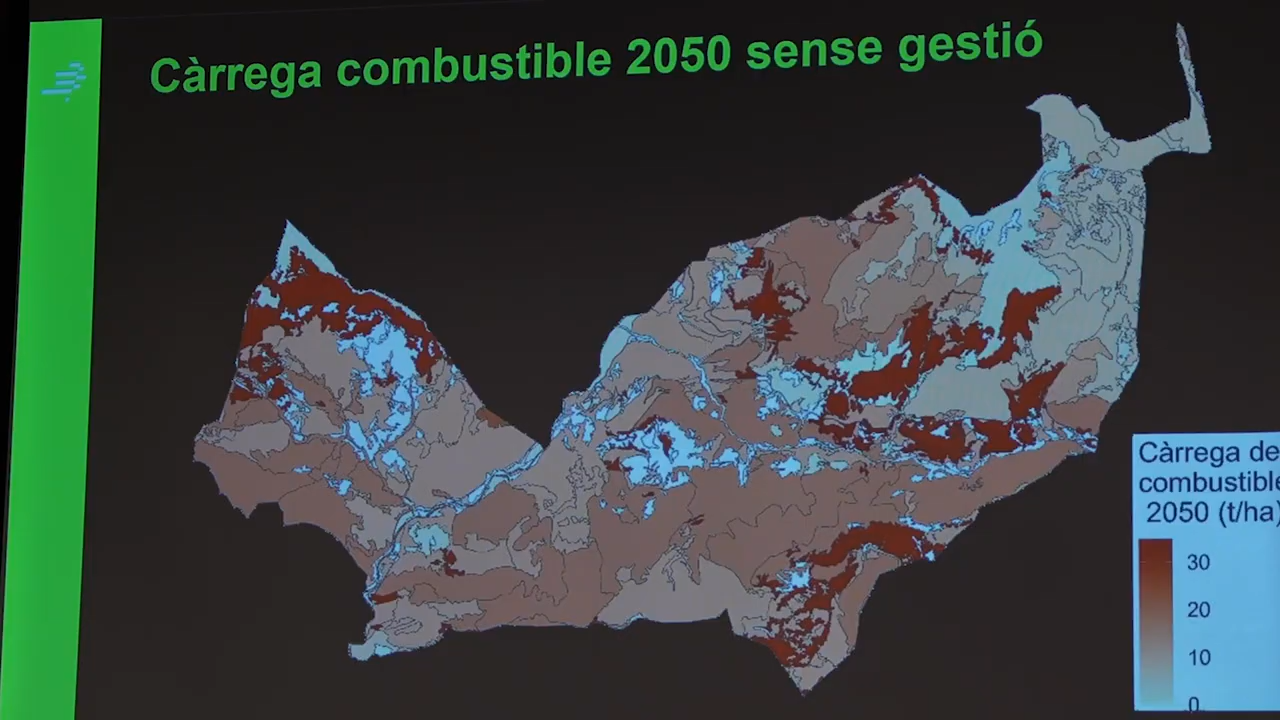 Càrrega combustible 2050 sense gestió
Càrrega de
combustible
2050 (t/ha)
30
20
10
0